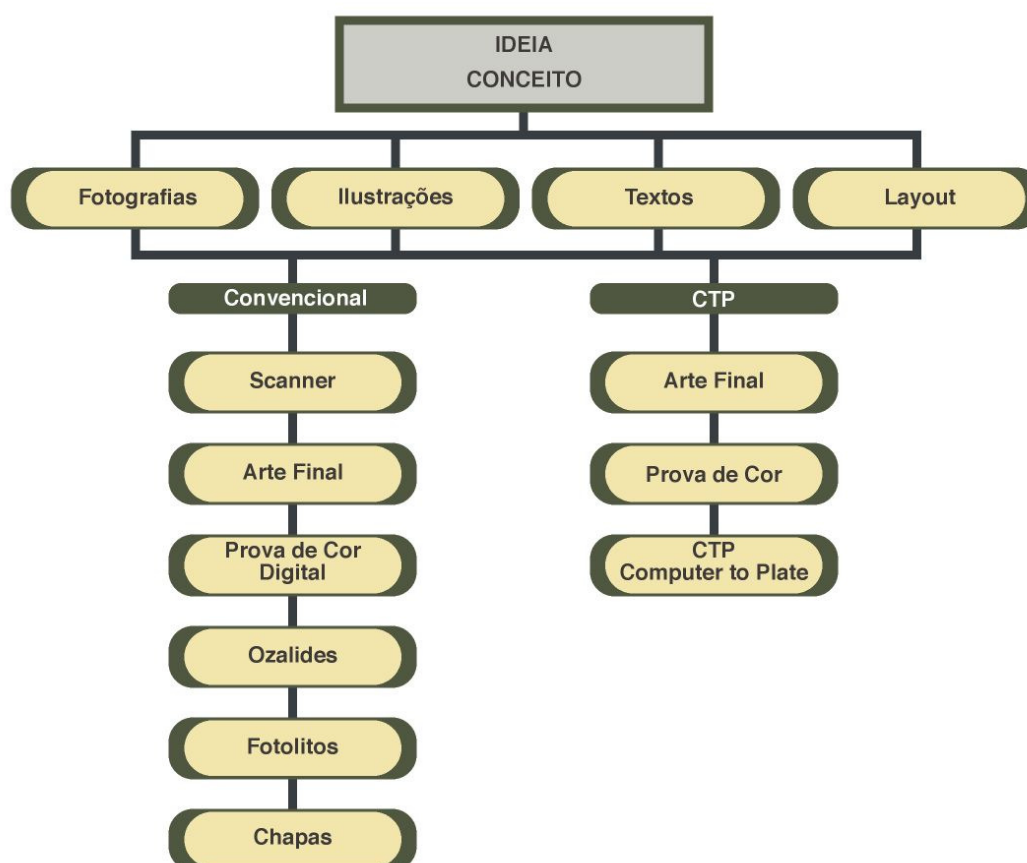 IDEIA
CONCEITO
Fotografias
Ilustrações
Textos
Layout
Convencional
Scanner
Arte Final
Prova de Cor
Digital
Ozalides
Fotolitos
Chapas
CTP
Arte Final
Prova de Cor
CTP
Computer to Plate